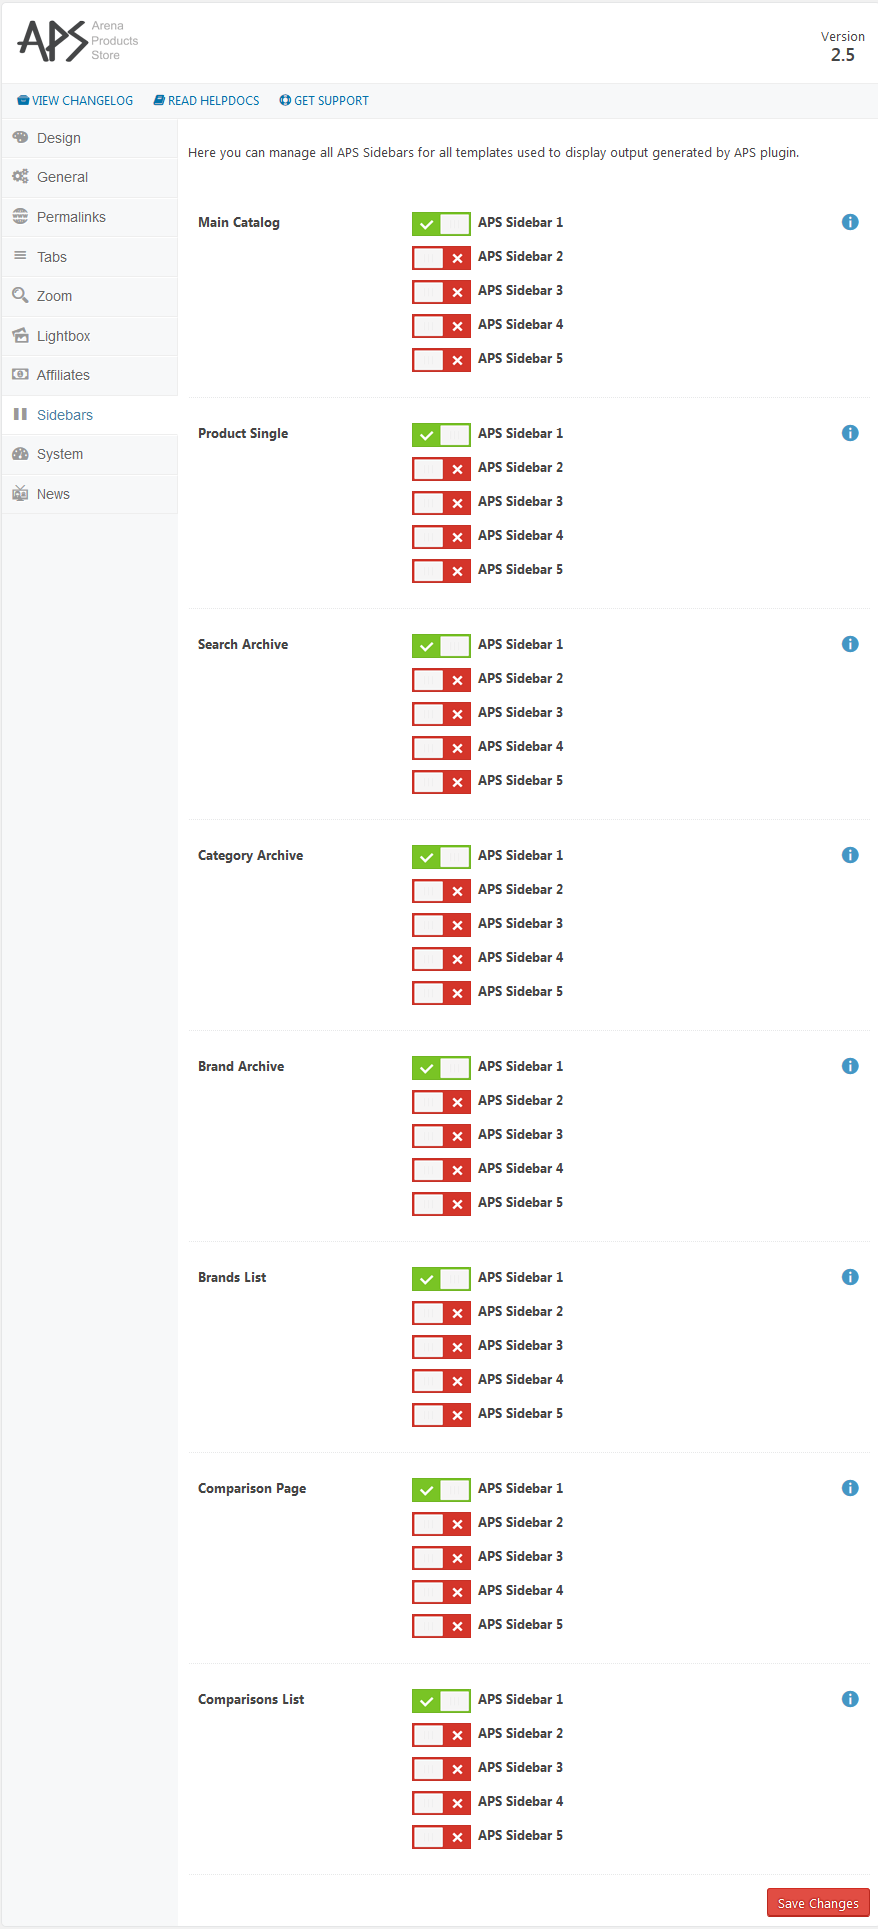 APS Arena
Products
Store
Version
2.5
VIEW CHANGELOG READ HELPDOCS GET SUPPORT
Design
General
Permalinks
Tabs
Zoom
Lightbox
Affiliates
Sidebars
System
News
Here you can manage all APS Sidebars for all templates used to display output generated by APS plugin.
Main Catalog APS Sidebar 1
APS Sidebar 2
APS Sidebar 3
APS Sidebar 4
APS Sidebar 5
Product Single APS Sidebar 1
APS Sidebar 2
APS Sidebar 3
APS Sidebar 4
APS Sidebar 5
Search Archive APS Sidebar 1
APS Sidebar 2
APS Sidebar 3
APS Sidebar 4
APS Sidebar 5
Category Archive APS Sidebar 1
APS Sidebar 2
APS Sidebar 3
APS Sidebar 4
APS Sidebar 5
Brand Archive APS Sidebar 1
APS Sidebar 2
APS Sidebar 3
APS Sidebar 4
APS Sidebar 5
Brands List APS Sidebar 1
APS Sidebar 2
APS Sidebar 3
APS Sidebar 4
APS Sidebar 5
Comparison Page APS Sidebar 1
APS Sidebar 2
APS Sidebar 3
APS Sidebar 4
APS Sidebar 5
Comparisons List APS Sidebar 1
APS Sidebar 2
APS Sidebar 3
APS Sidebar 4
APS Sidebar 5
Save Changes